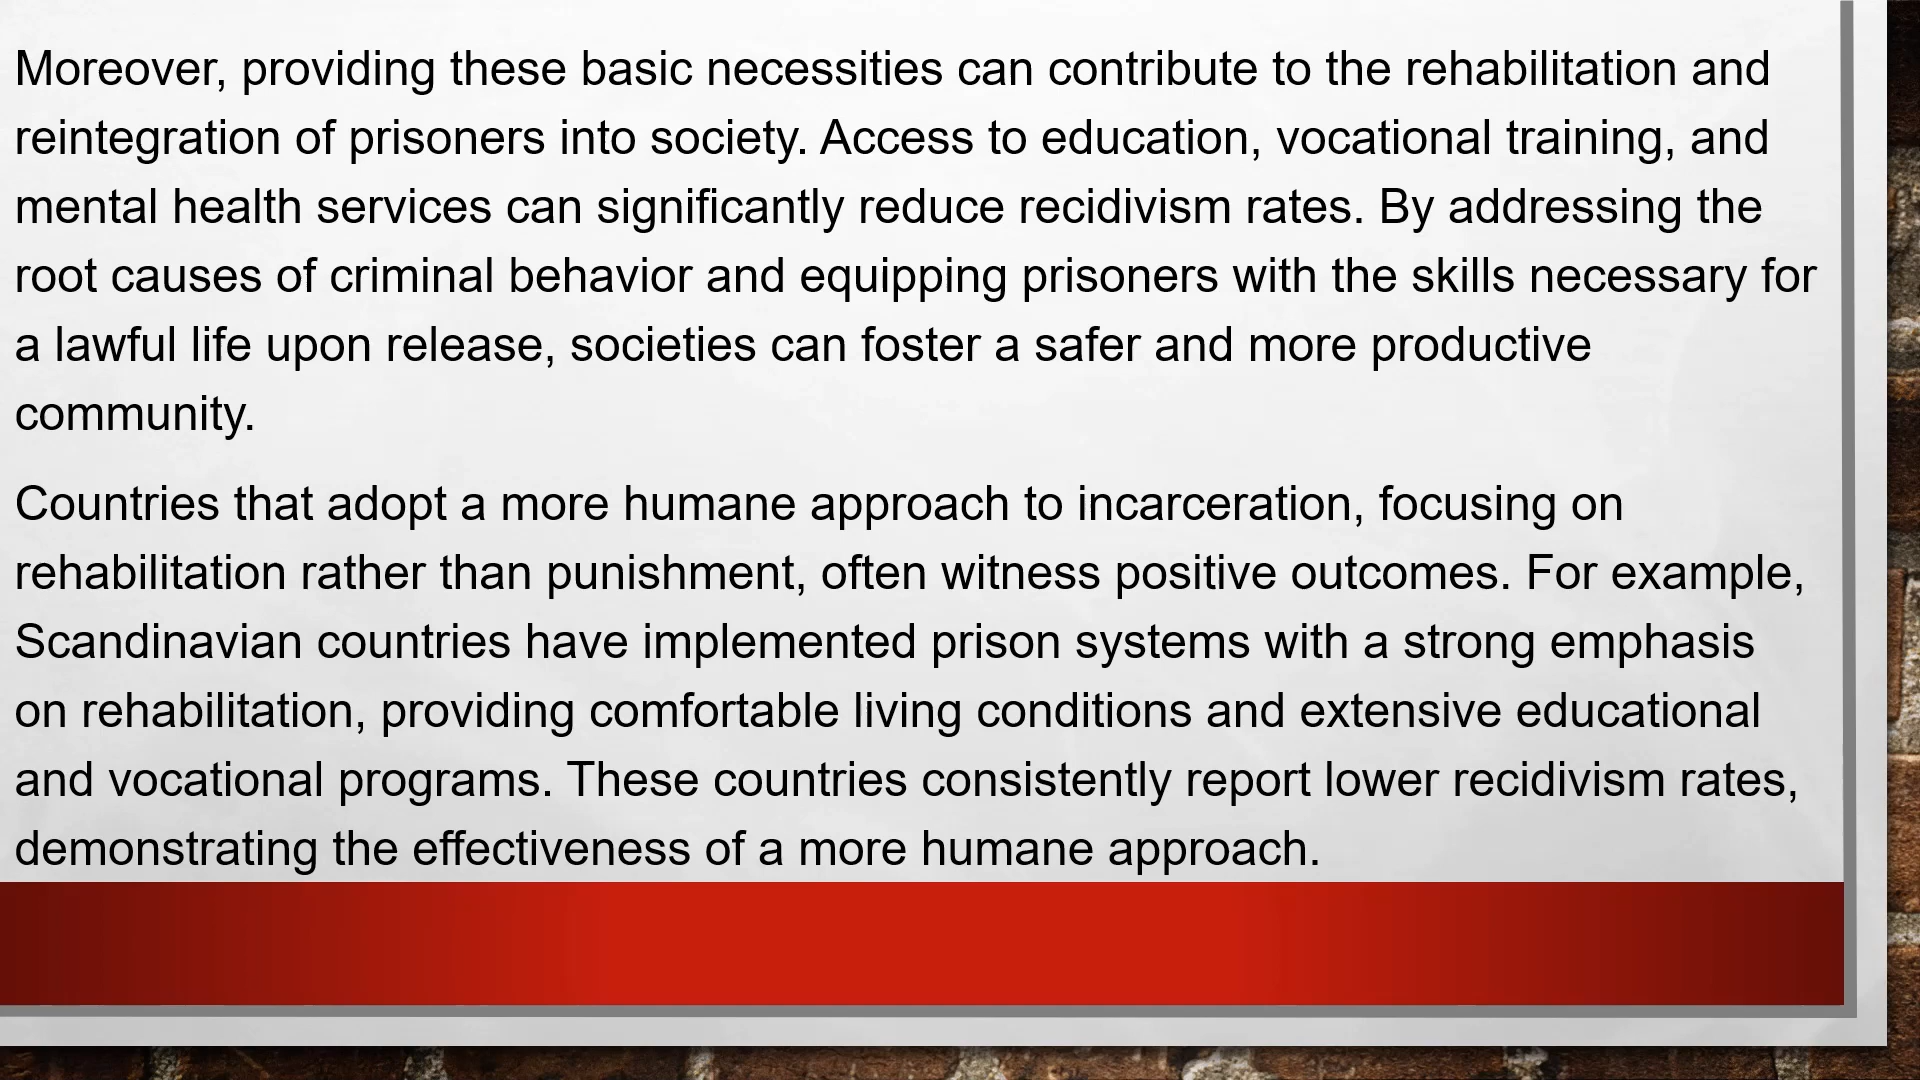 Moreover, providing these basic necessities can contribute to the rehabilitation and
reintegration of prisoners into society. Access to education, vocational training, and
mental health services can significantly reduce recidivism rates. By addressing the
root causes of criminal behavior and equipping prisoners with the skills necessary for
a lawful life upon release, societies can foster a safer and more productive
community.
Countries that adopt a more humane approach to incarceration, focusing on
rehabilitation rather than punishment, often witness positive outcomes. For example,
Scandinavian countries have implemented prison systems with a strong emphasis
on rehabilitation, providing comfortable living conditions and extensive educational
and vocational programs. These countries consistently report lower recidivism rates,
demonstrating the effectiveness of a more humane approach.